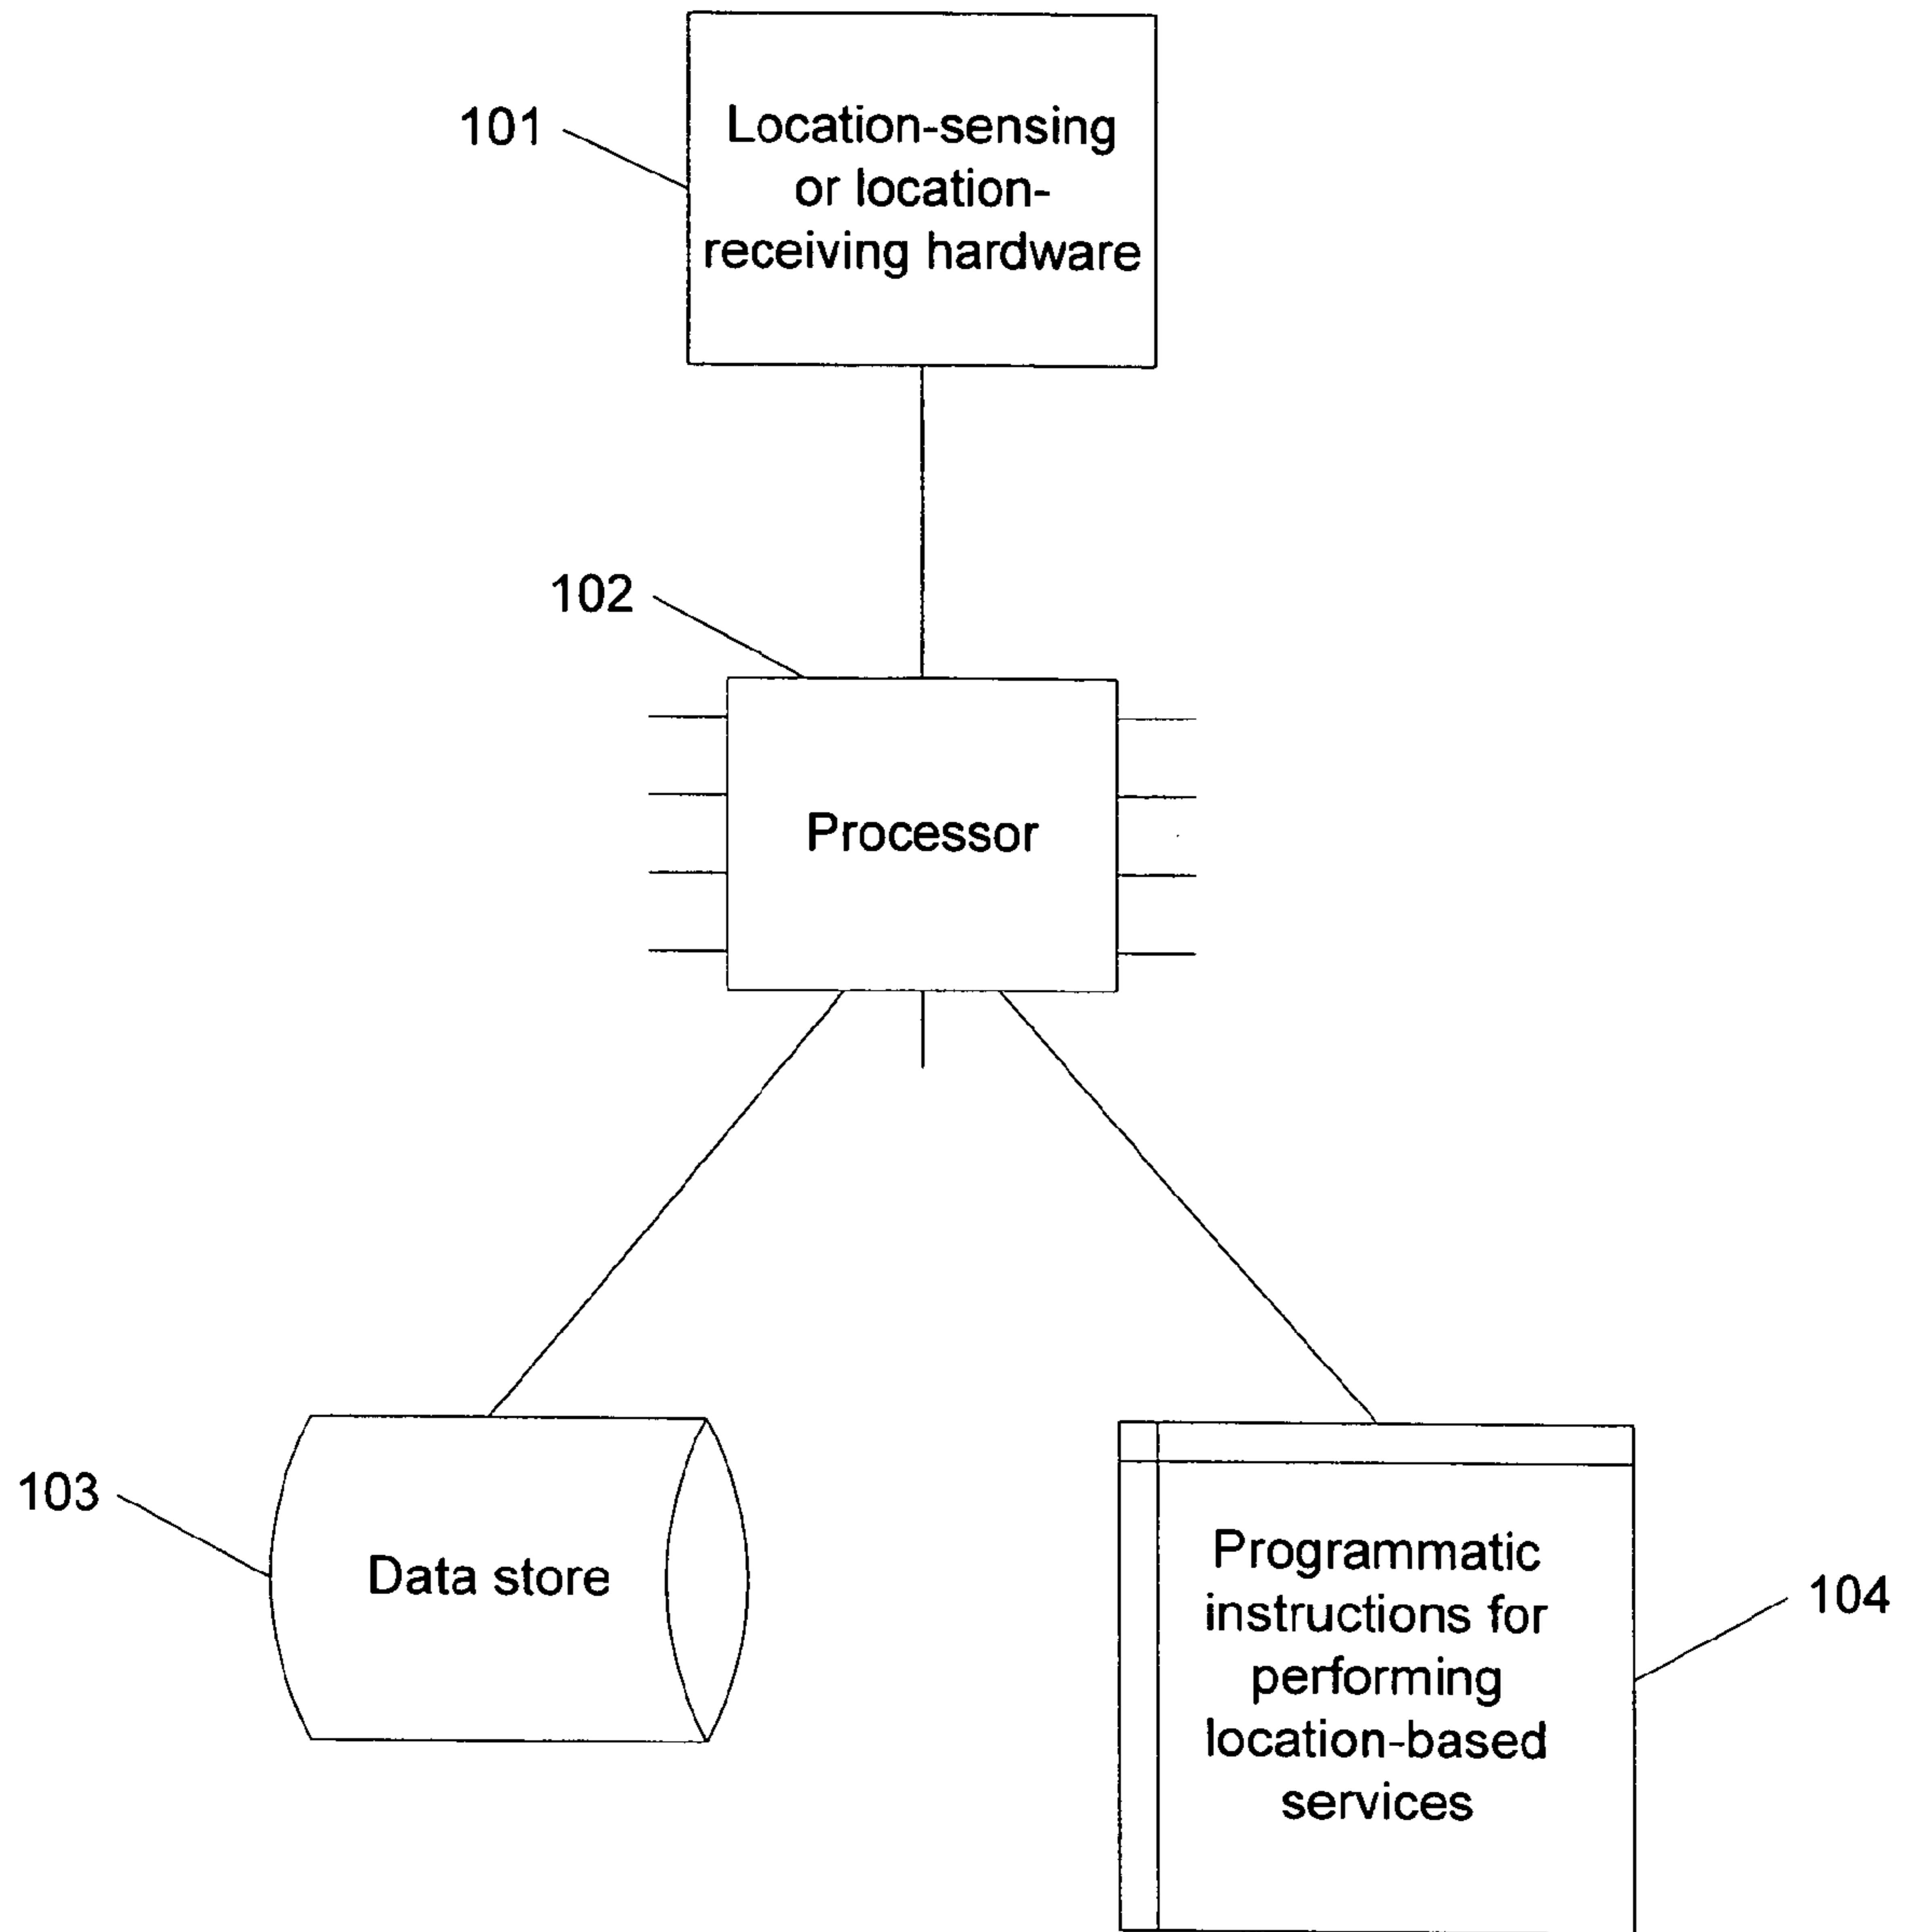 101
Location-sensing
or location-
receiving hardware
102
Processor
103
Data store
Programmatic
instructions for
performing
location-based
services
104